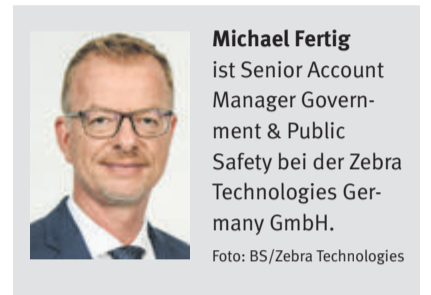 Michael Fertig
ist Senior Account
Manager Govern-
ment & Public
Safety bei der Zebra
Technologies Ger-
many GmbH.
Foto: BS/Zebra Technologies